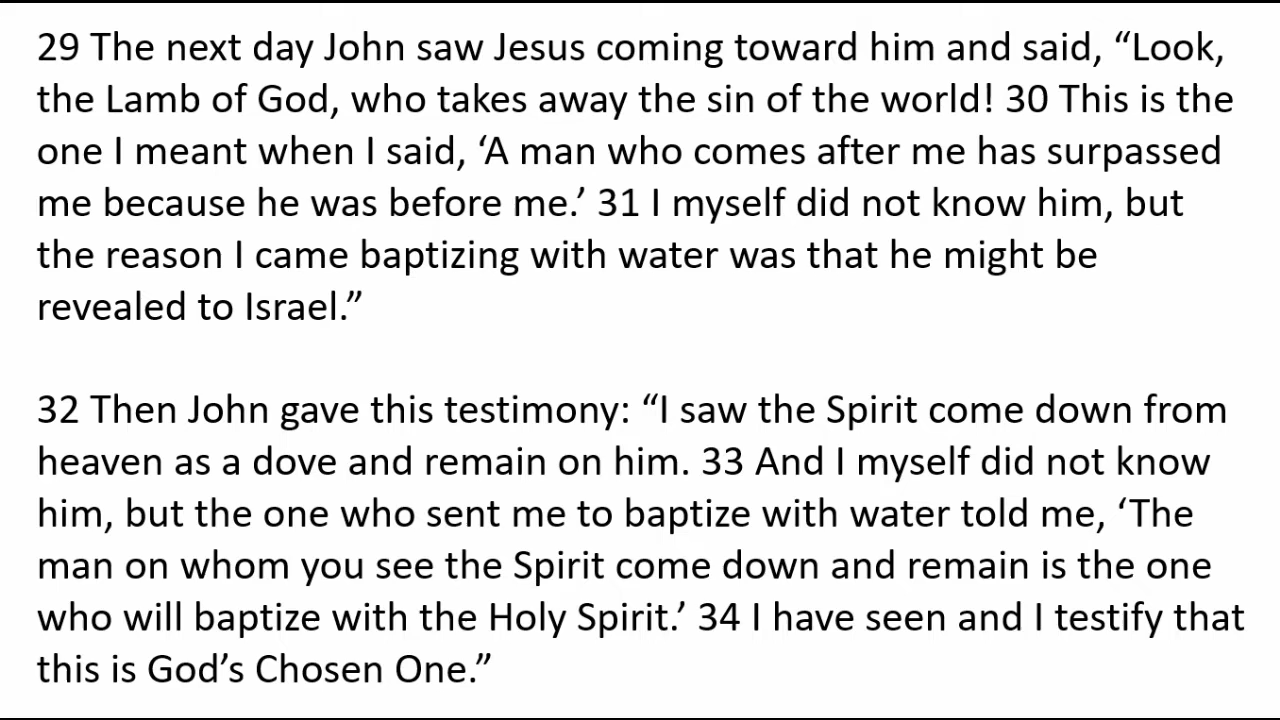 29 The next day John saw Jesus coming toward him and said, “Look,
the Lamb of God, who takes away the sin of the world! 30 This is the
one I meant when I said, ‘A man who comes after me has surpassed
me because he was before me.’ 31 I myself did not know him, but
the reason I came baptizing with water was that he might be
revealed to Israel.”
32 Then John gave this testimony: “I saw the Spirit come down from
heaven as a dove and remain on him. 33 And I myself did not know
him, but the one who sent me to baptize with water told me, ‘The
man on whom you see the Spirit come down and remain is the one
who will baptize with the Holy Spirit.’ 34 I have seen and I testify that
this is God’s Chosen One.”